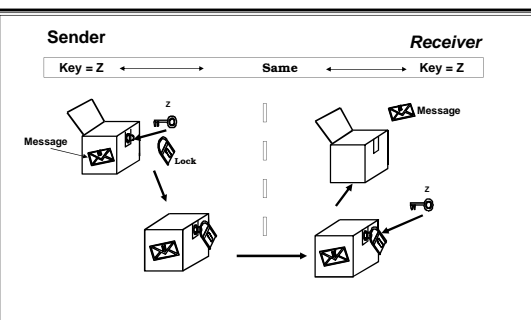 Sender
Receiver
Key = Z Same Key = Z
Z
Message
Lock
Message
Z